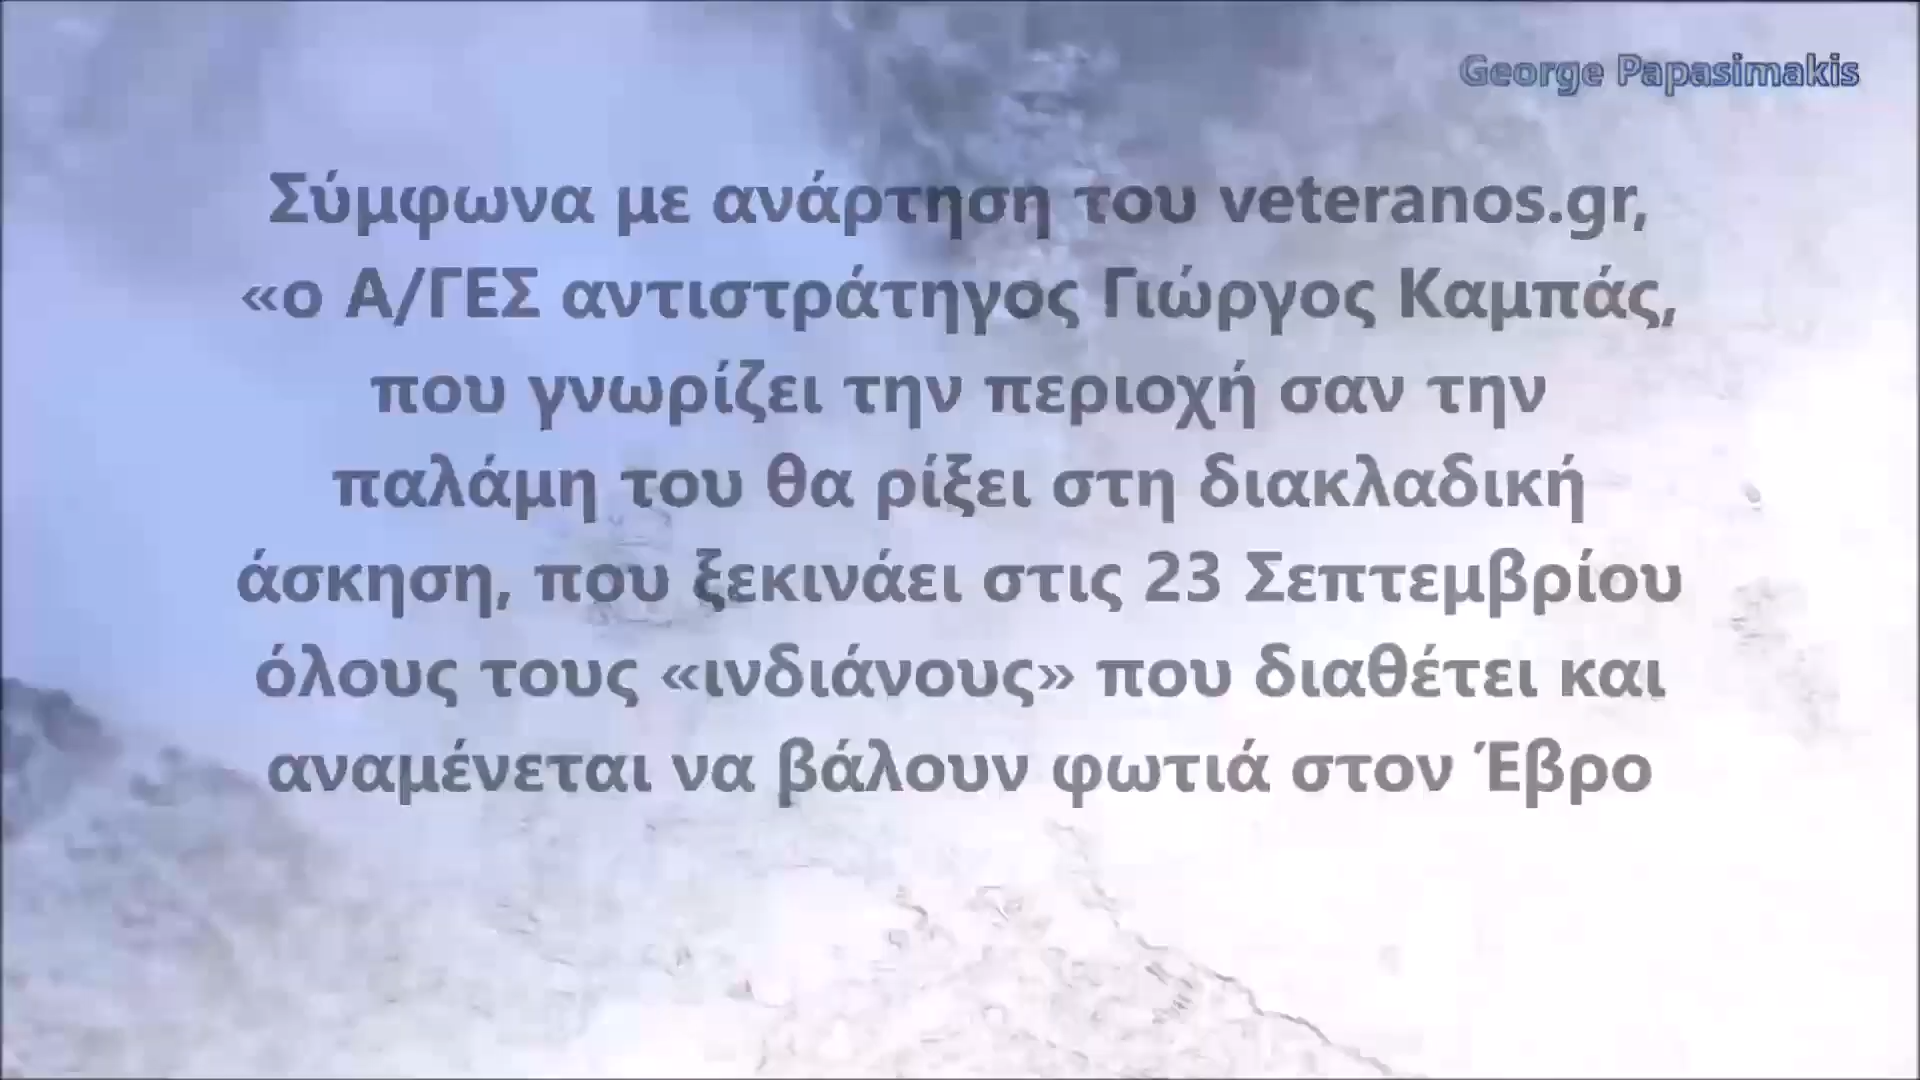 George Papasimakis
Σύμφωνα με ανάρτηση του veteranos.gr,
«ο Α/ΓΕΣ αντιστράτηγος Γιώργος Καμπάς,
που γνωρίζει την περιοχή σαν την
παλάμη του θα ρίξει στη διακλαδική
άσκηση, που ξεκινάει στις 23 Σεπτεμβρίου
όλους τους «ινδιάνους» που διαθέτει και
αναμένεται να βάλουν φωτιά στον Έβρο